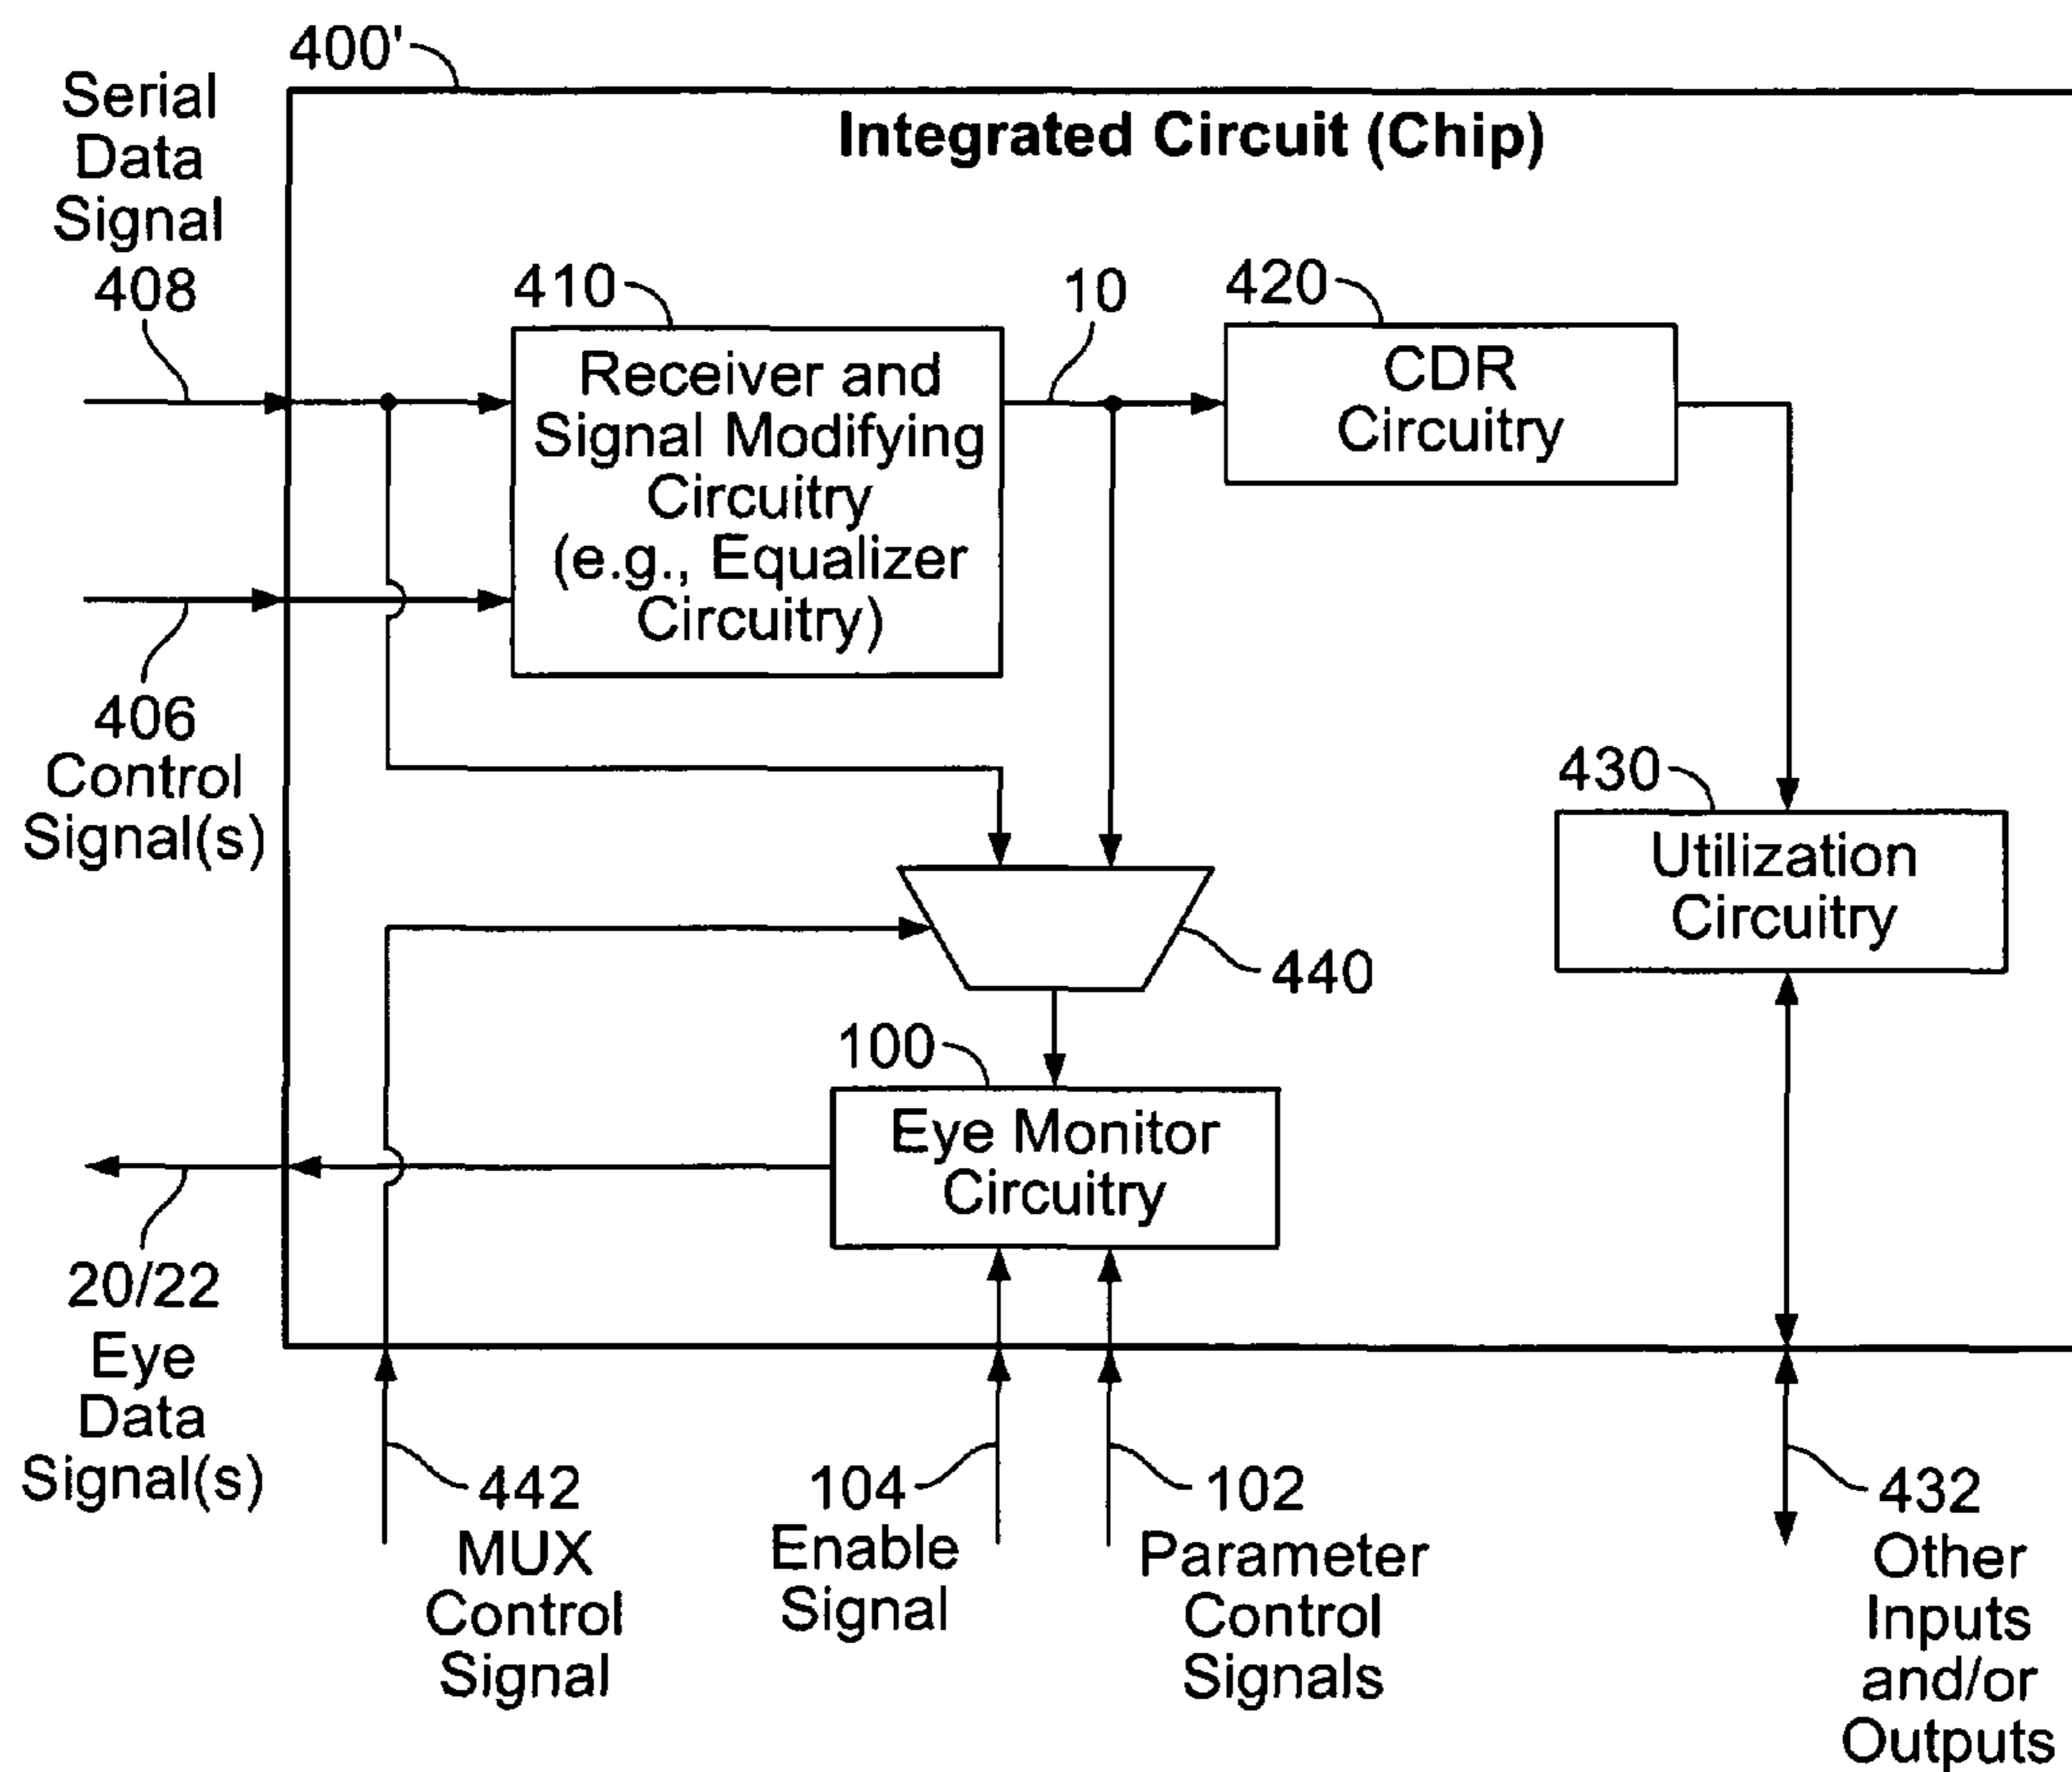 400'
Serial
Data
Signal
408
Integrated Circuit (Chip)
410
Receiver and
Signal Modifying
Circuitry
(e.g., Equalizer
Circuitry)
10
420
CDR
Circuitry
406
Control
Signal(s)
430
Utilization
Circuitry
440
100
Eye Monitor
Circuitry
20/22
Eye
Data
Signal(s)
442
MUX
Control
Signal
104
Enable
Signal
102
Parameter
Control
Signals
432
Other
Inputs
and/or
Outputs